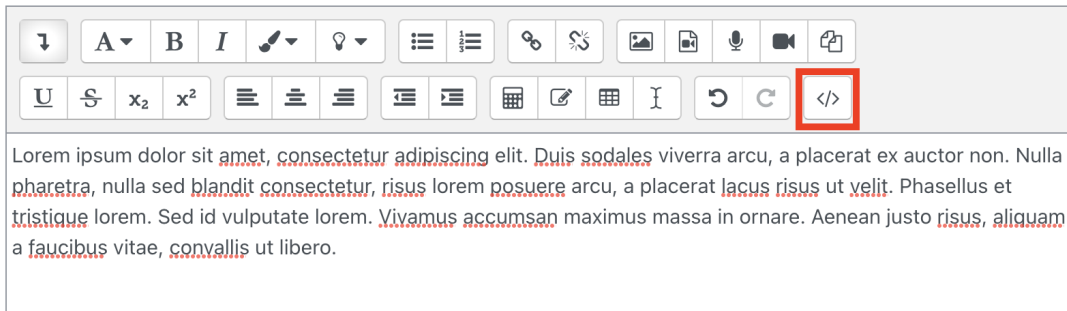 A B I
U S x₂ x² </>
Lorem ipsum dolor sit amet, consectetur adipiscing elit. Duis sodales viverra arcu, a placerat ex auctor non. Nulla
pharetra, nulla sed blandit consectetur, risus lorem posuere arcu, a placerat lacus risus ut velit. Phasellus et
tristique lorem. Sed id vulputate lorem. Vivamus accumsan maximus massa in ornare. Aenean justo risus, aliquam
a faucibus vitae, convallis ut libero.